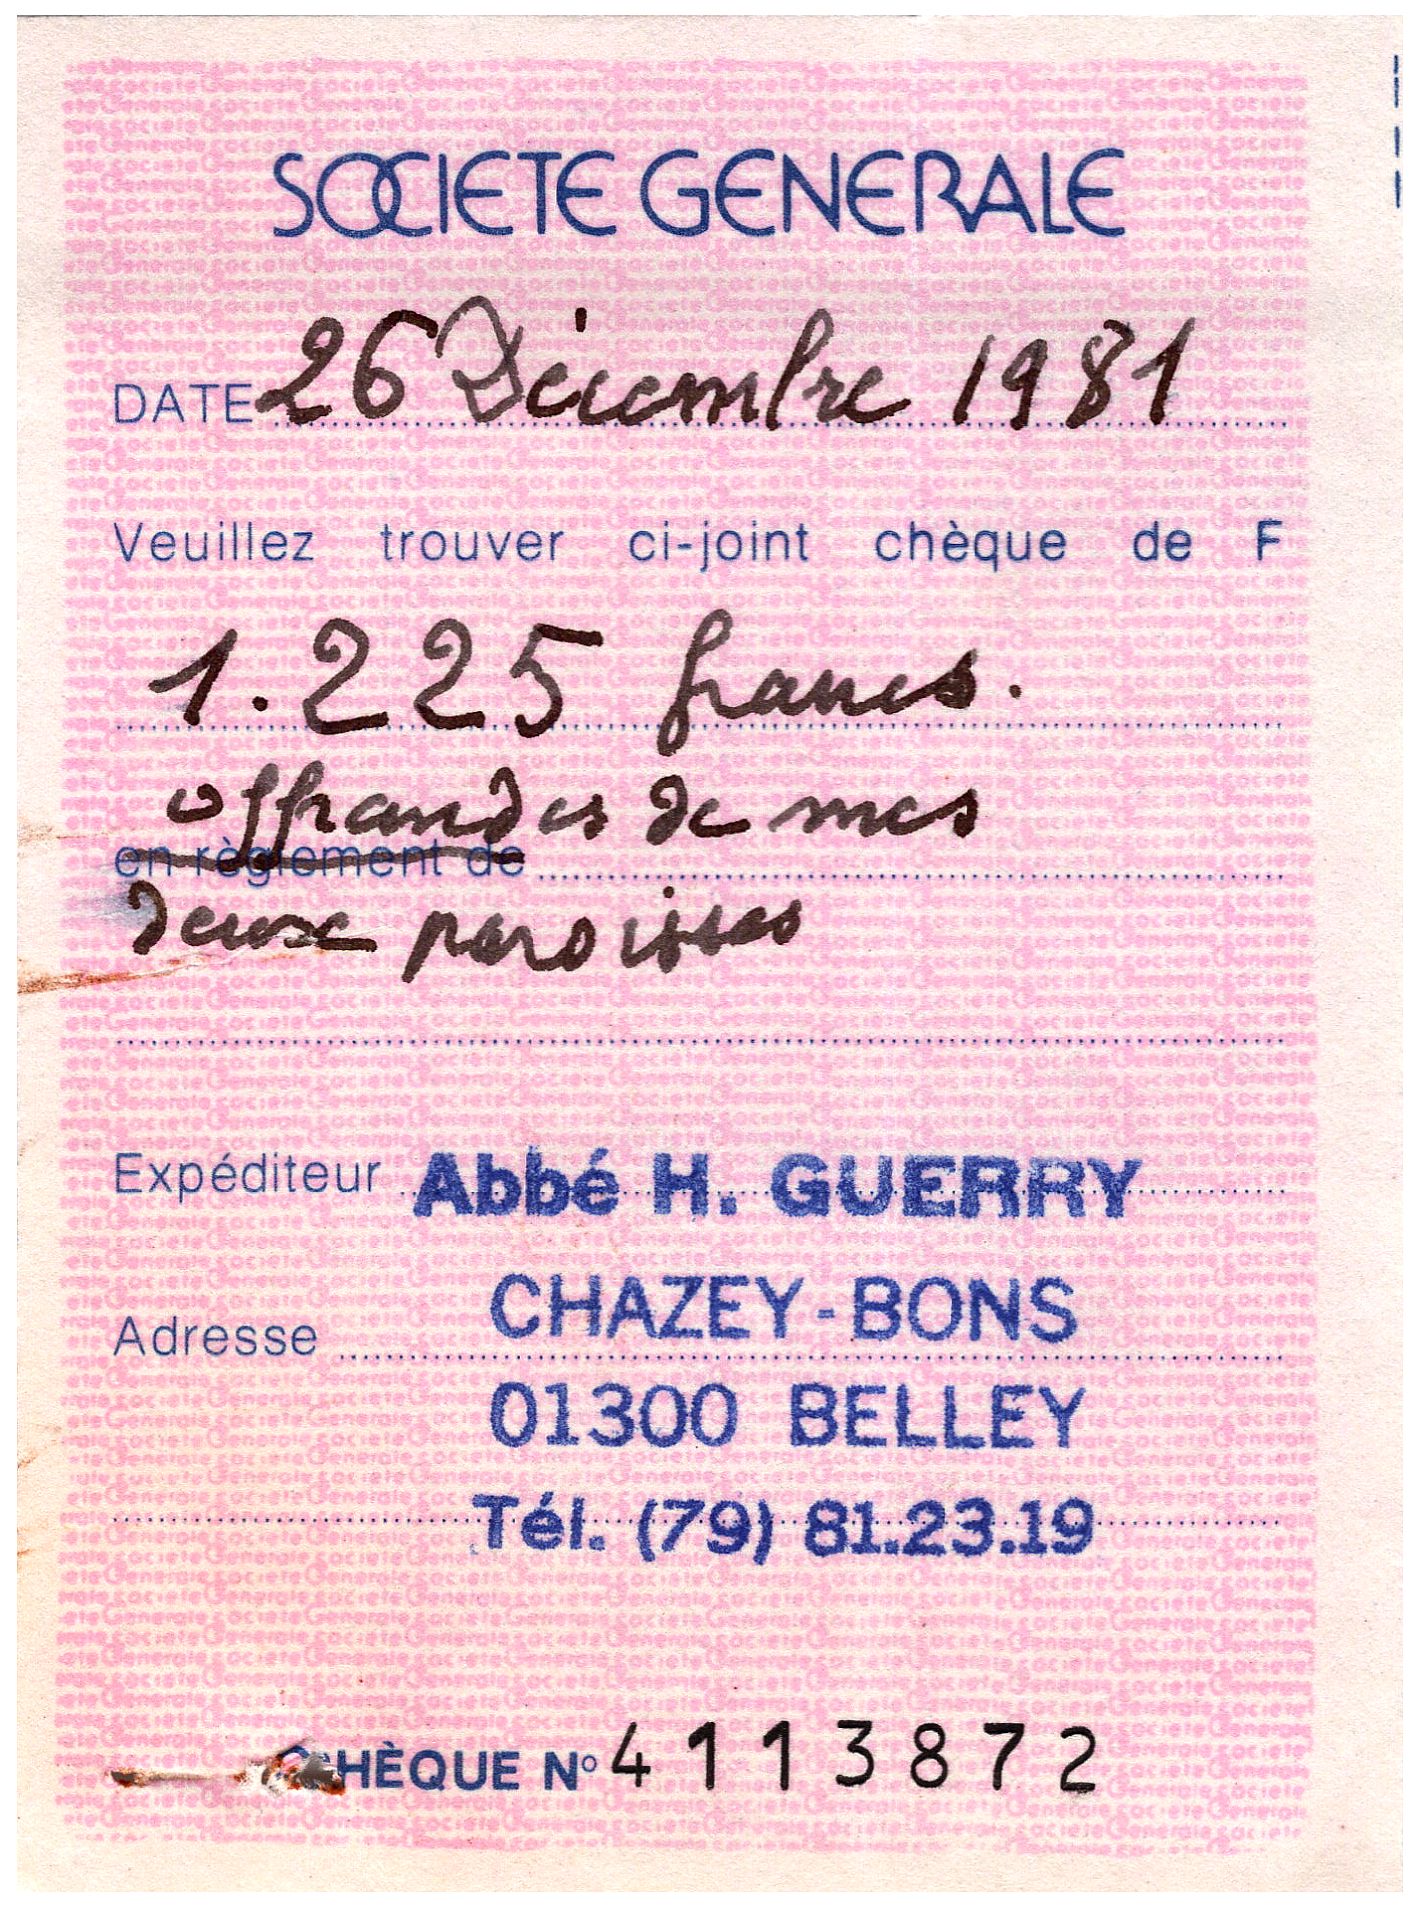 SOCIETE GENERALE
DATE 26 Décembre 1981
Veuillez trouver ci-joint chèque de F
1.225 francs.
offrandes de mes
en règlement de
deux paroisses
Expéditeur Abbé H. GUERRY
Adresse CHAZEY-BONS
01300 BELLEY
Tél. (79) 81.23.19
CHÈQUE N° 4113872